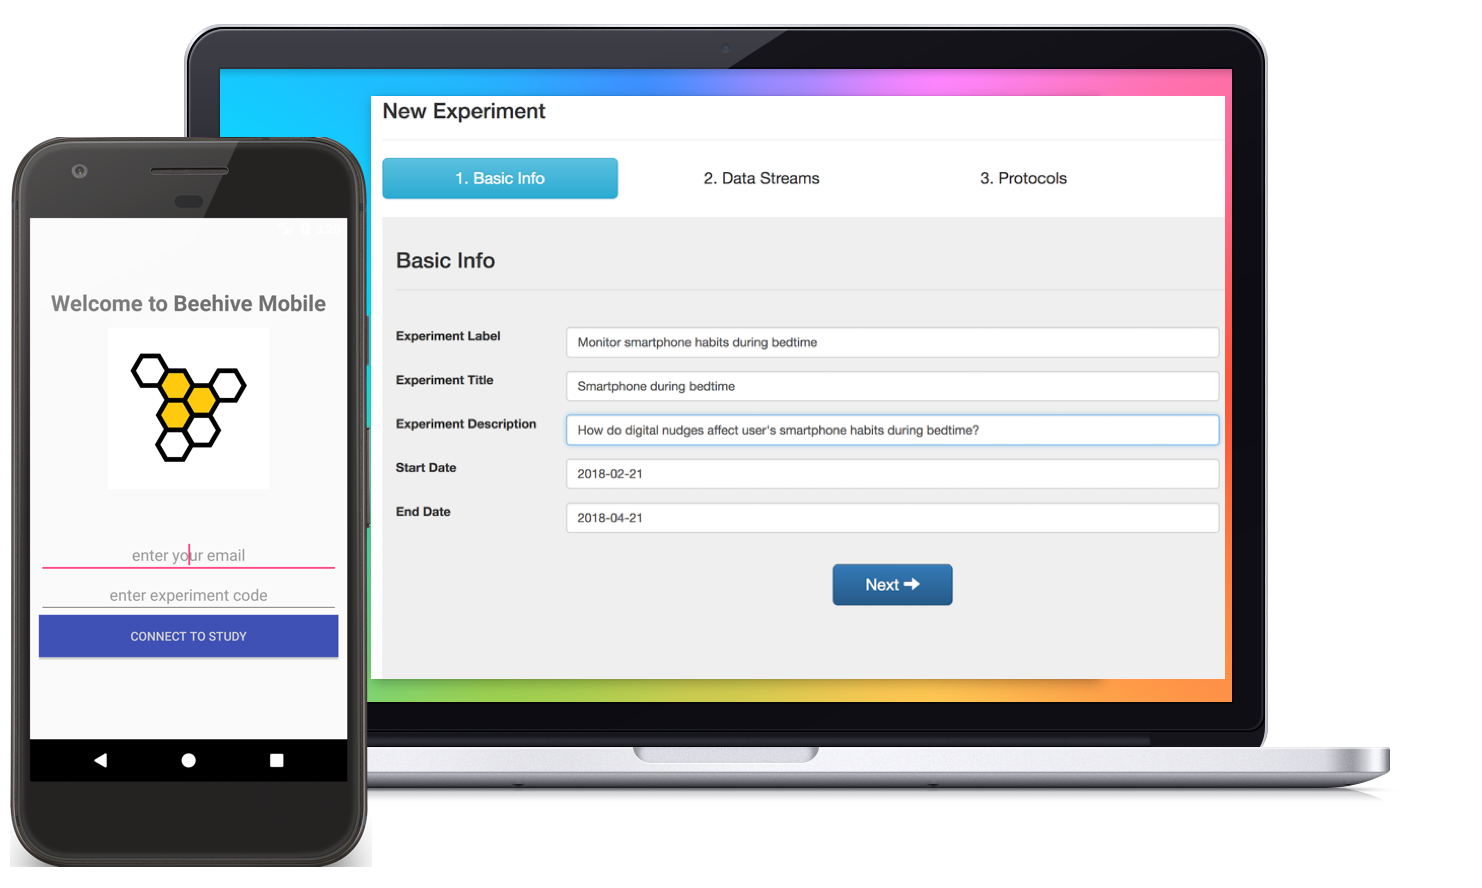 New Experiment
1. Basic Info
2. Data Streams
3. Protocols
Basic Info
Experiment Label
Monitor smartphone habits during bedtime
Experiment Title
Smartphone during bedtime
Experiment Description
How do digital nudges affect user's smartphone habits during bedtime?
Start Date
2018-02-21
End Date
2018-04-21
Next
Welcome to Beehive Mobile
enter your email
enter experiment code
CONNECT TO STUDY